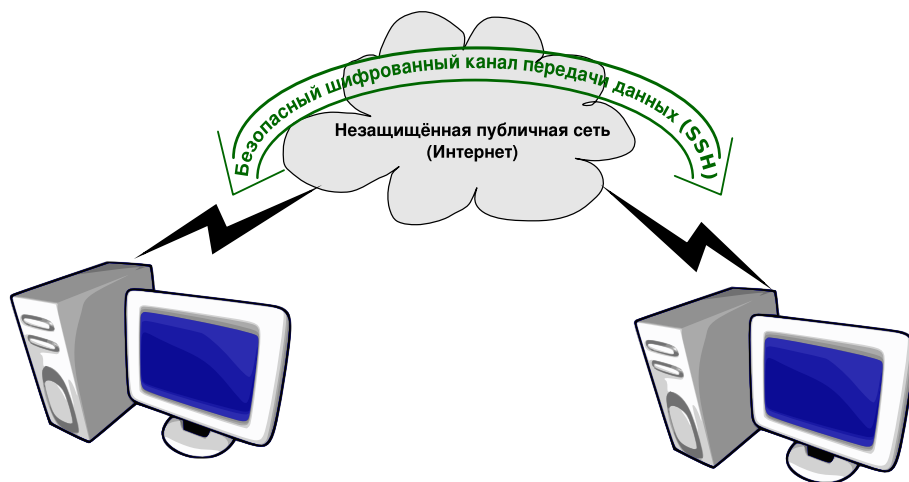 Безопасный шифрованный канал передачи данных (SSH)
Незащищённая публичная сеть
(Интернет)